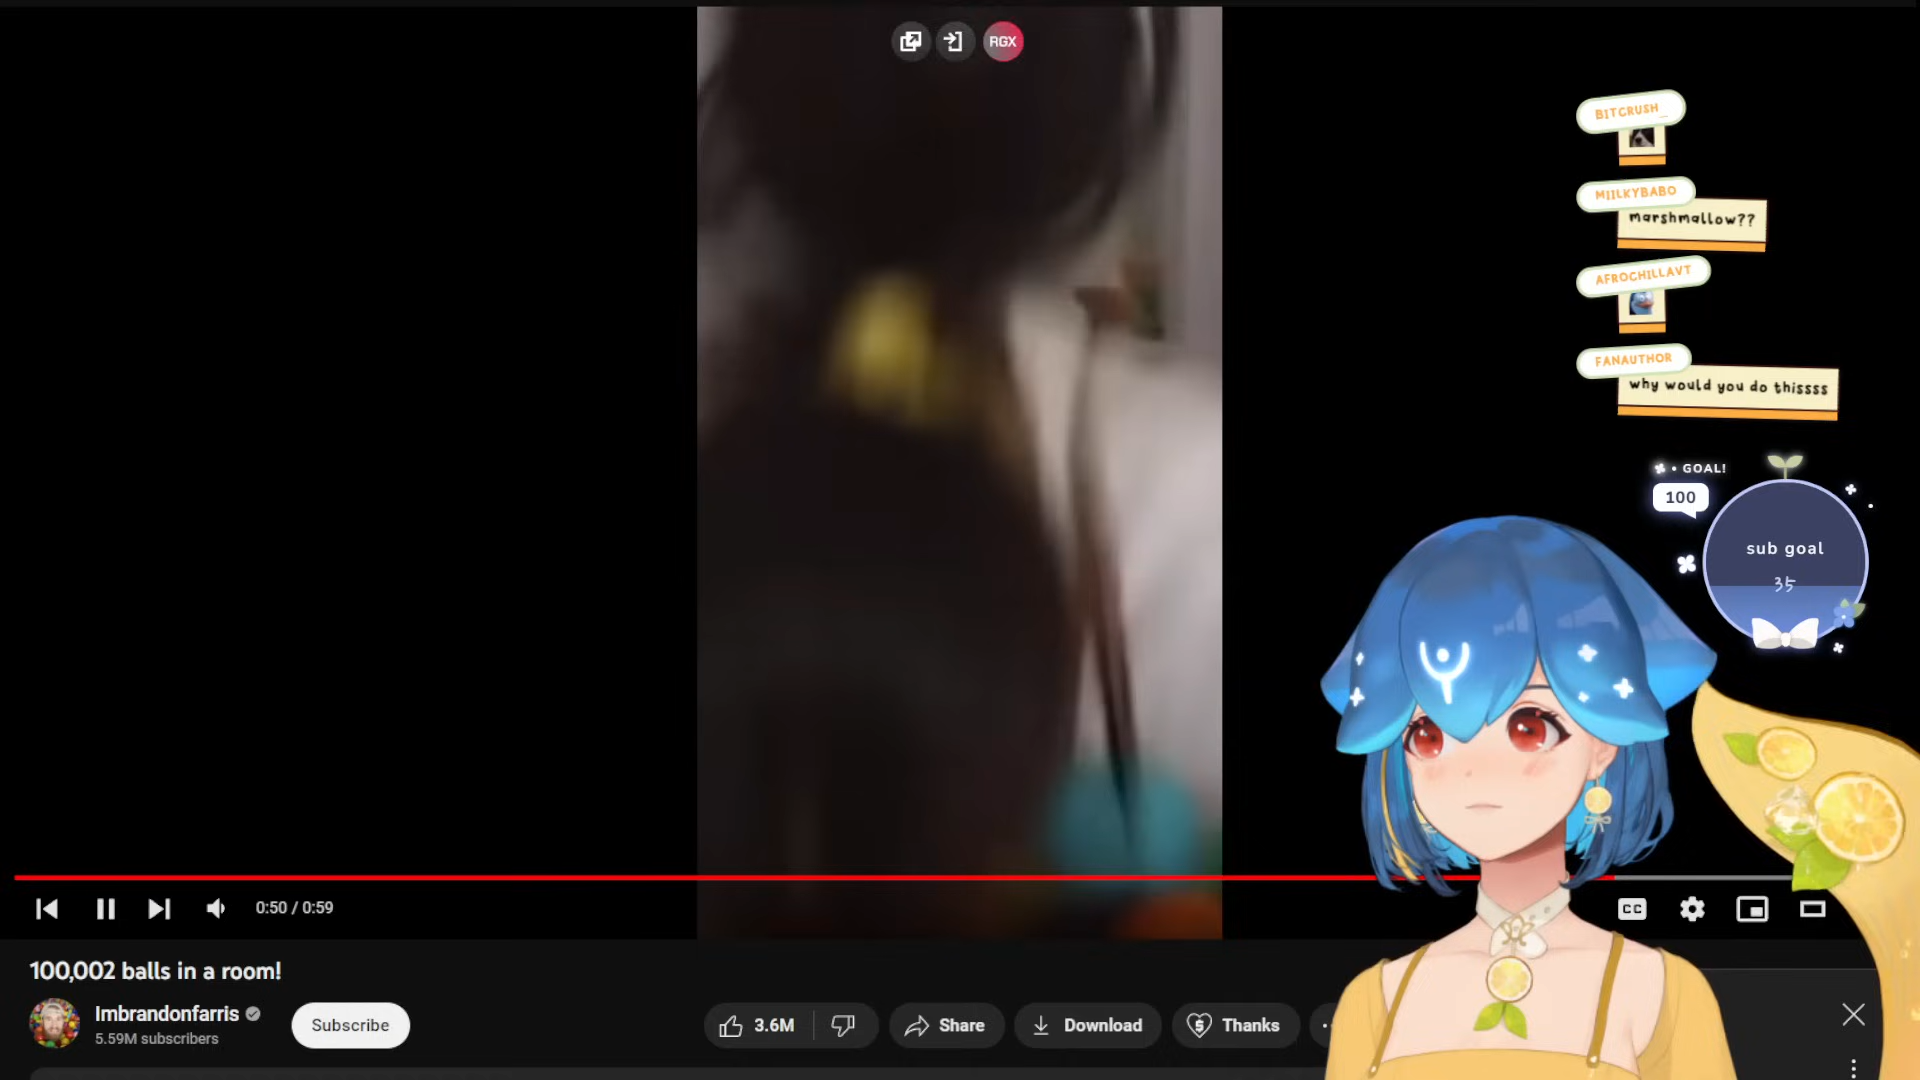 RGX
BITCRUSH_
MIILKYBABO
marshmallow??
AFROCHILLAVT
FANAUTHOR
why would you do thissss
• GOAL!
100
sub goal
35
0:50 / 0:59
CC
100,002 balls in a room!
Imbrandonfarris
5.59M subscribers
Subscribe
3.6M
Share
Download
Thanks